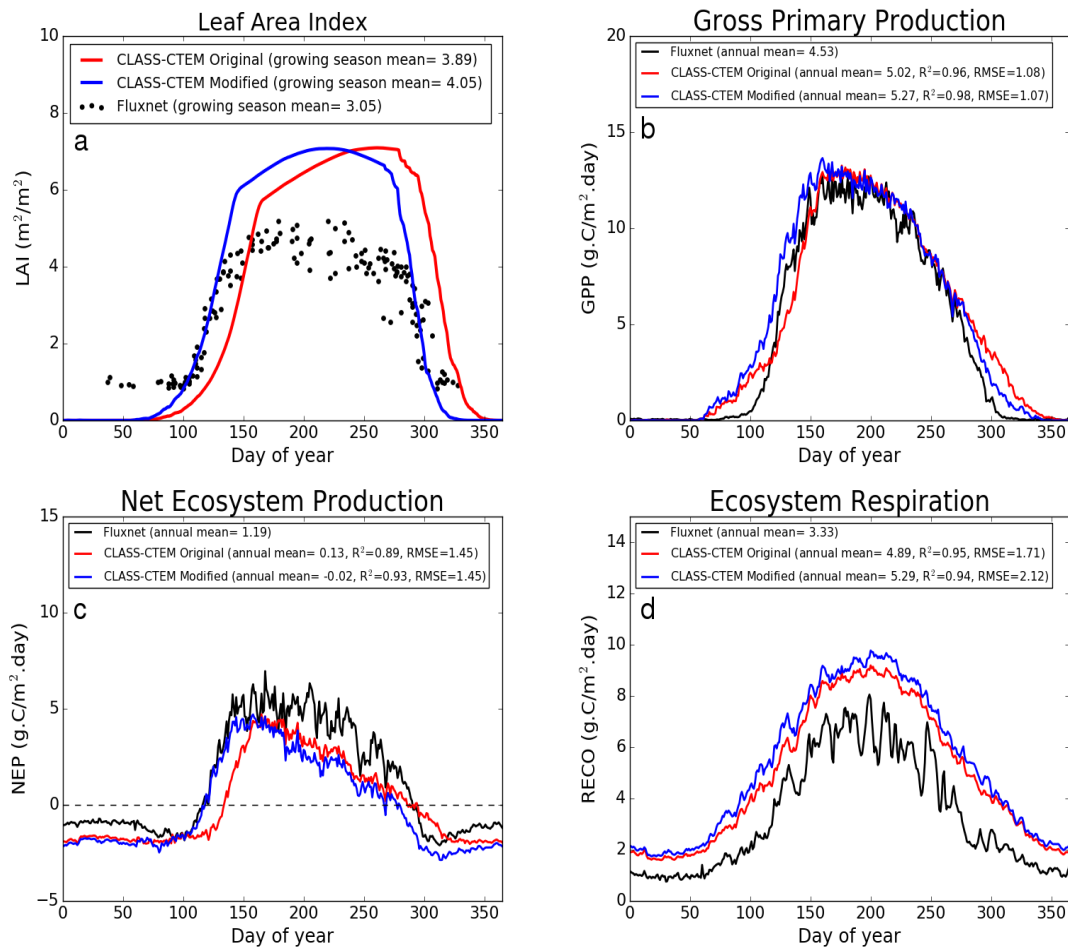 Leaf Area Index
10
8
6
4
2
0
LAI (m²/m²)
CLASS-CTEM Original (growing season mean= 3.89)
CLASS-CTEM Modified (growing season mean= 4.05)
Fluxnet (growing season mean= 3.05)
a
0 50 100 150 200 250 300 350
Day of year
Gross Primary Production
20
15
10
5
0
GPP (g.C/m².day)
Fluxnet (annual mean= 4.53)
CLASS-CTEM Original (annual mean= 5.02, R²=0.96, RMSE=1.08)
CLASS-CTEM Modified (annual mean= 5.27, R²=0.98, RMSE=1.07)
b
0 50 100 150 200 250 300 350
Day of year
Net Ecosystem Production
15
10
5
0
−5
NEP (g.C/m².day)
Fluxnet (annual mean= 1.19)
CLASS-CTEM Original (annual mean= 0.13, R²=0.89, RMSE=1.45)
CLASS-CTEM Modified (annual mean= -0.02, R²=0.93, RMSE=1.45)
c
0 50 100 150 200 250 300 350
Day of year
Ecosystem Respiration
14
12
10
8
6
4
2
0
RECO (g.C/m².day)
Fluxnet (annual mean= 3.33)
CLASS-CTEM Original (annual mean= 4.89, R²=0.95, RMSE=1.71)
CLASS-CTEM Modified (annual mean= 5.29, R²=0.94, RMSE=2.12)
d
0 50 100 150 200 250 300 350
Day of year